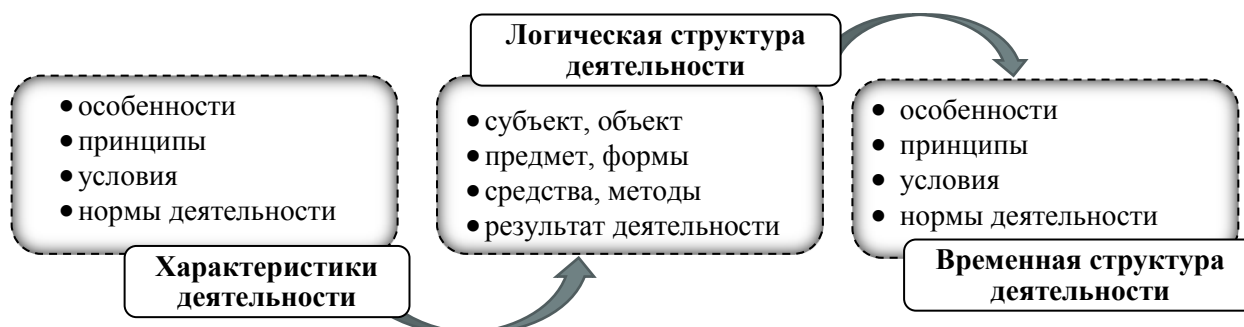 • особенности
• принципы
• условия
• нормы деятельности
Характеристики
деятельности
Логическая структура
деятельности
• субъект, объект
• предмет, формы
• средства, методы
• результат деятельности
• особенности
• принципы
• условия
• нормы деятельности
Временная структура
деятельности